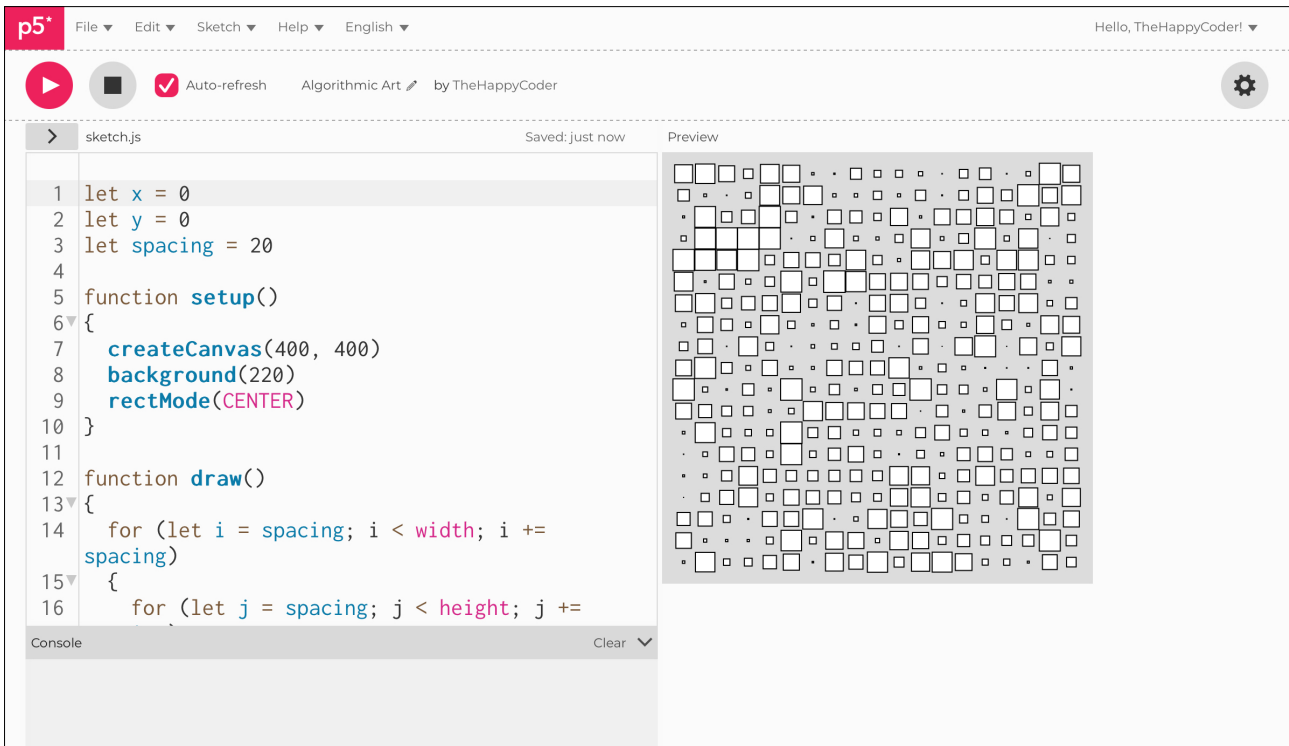 p5* File Edit Sketch Help English Hello, TheHappyCoder!
Auto-refresh Algorithmic Art by TheHappyCoder
sketch.js Saved: just now Preview
1 let x = 0
2 let y = 0
3 let spacing = 20
4
5 function setup()
6 {
7 createCanvas(400, 400)
8 background(220)
9 rectMode(CENTER)
10 }
11
12 function draw()
13 {
14 for (let i = spacing; i < width; i +=
spacing)
15 {
16 for (let j = spacing; j < height; j +=
Console Clear